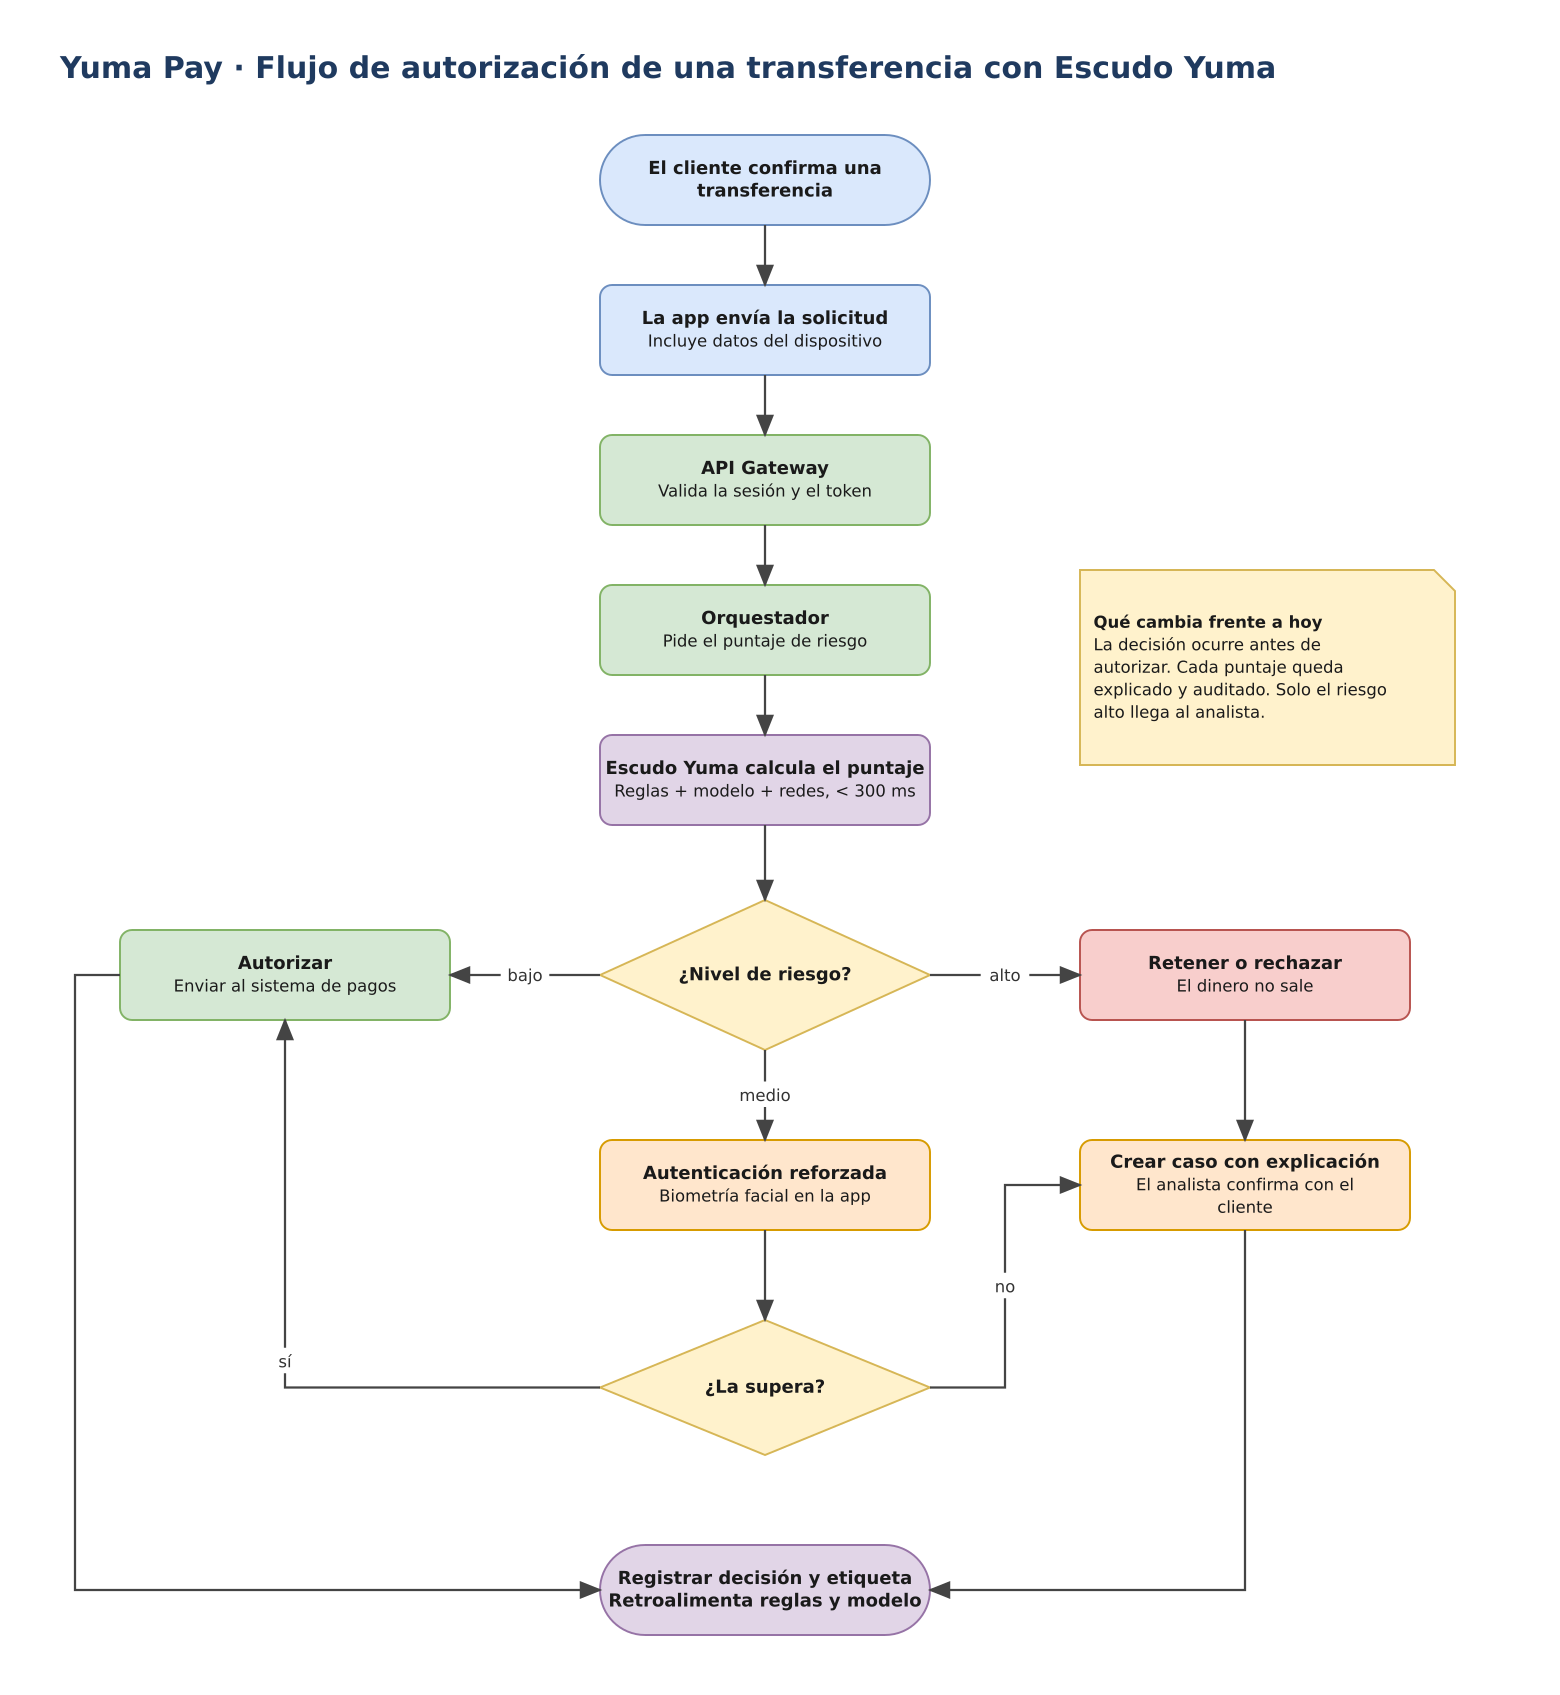 Yuma Pay · Flujo de autorización de una transferencia con Escudo Yuma
El cliente confirma una
transferencia
La app envía la solicitud
Incluye datos del dispositivo
API Gateway
Valida la sesión y el token
Orquestador
Pide el puntaje de riesgo
Qué cambia frente a hoy
La decisión ocurre antes de
autorizar. Cada puntaje queda
explicado y auditado. Solo el riesgo
alto llega al analista.
Escudo Yuma calcula el puntaje
Reglas + modelo + redes, < 300 ms
Autorizar
Enviar al sistema de pagos
bajo
¿Nivel de riesgo?
alto
Retener o rechazar
El dinero no sale
medio
Autenticación reforzada
Biometría facial en la app
Crear caso con explicación
El analista confirma con el
cliente
no
sí
¿La supera?
Registrar decisión y etiqueta
Retroalimenta reglas y modelo